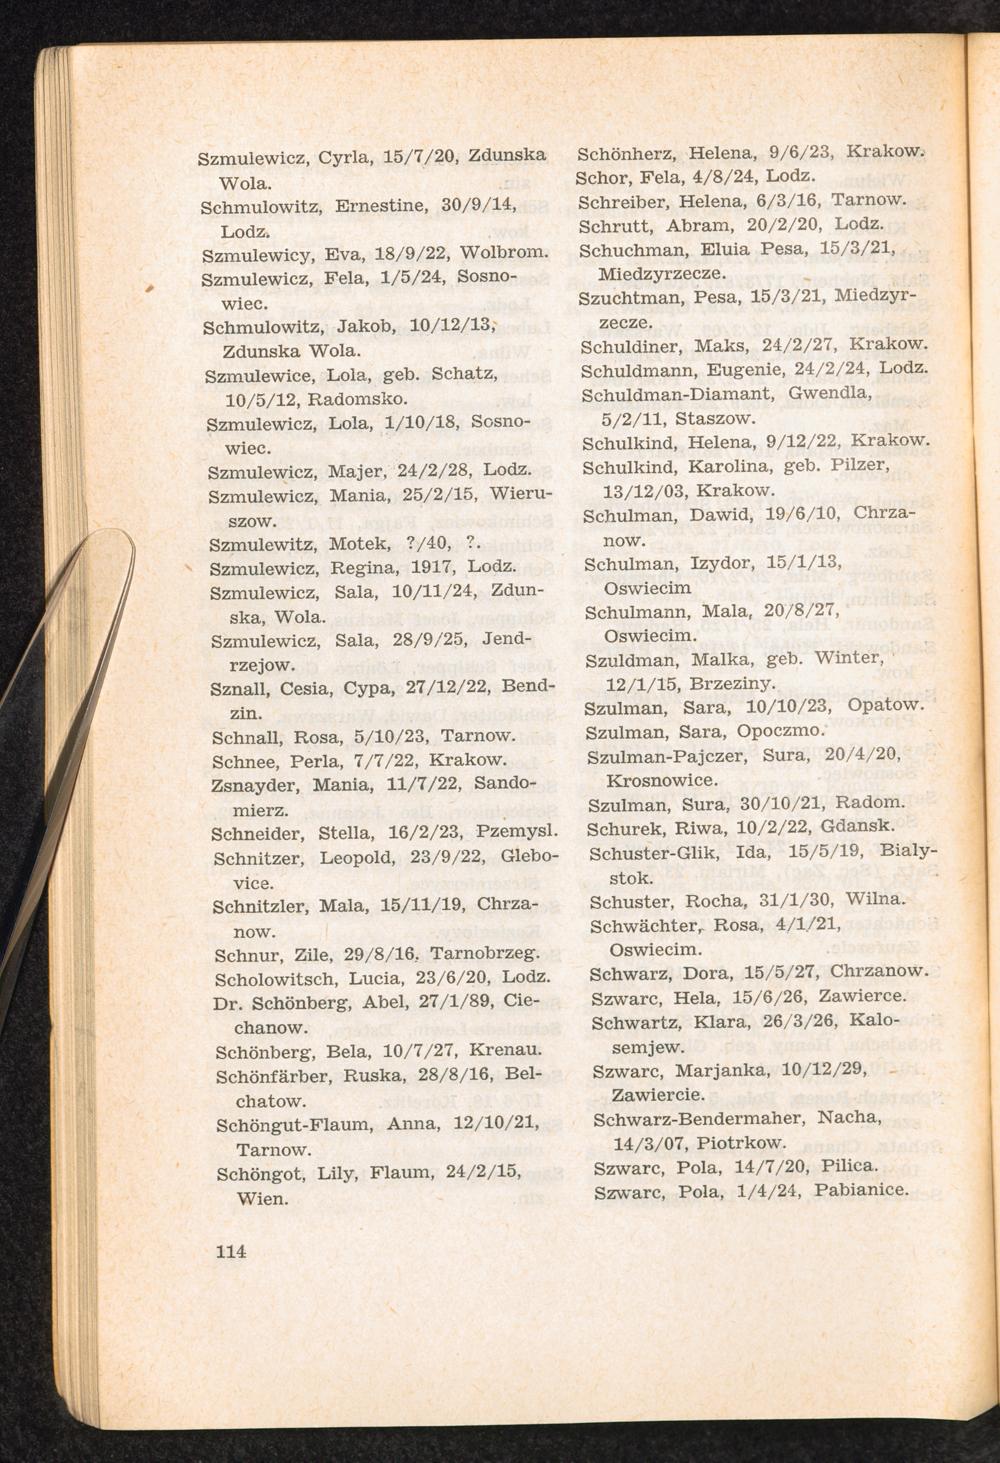 Szmulewicz, Cyrla, 15/7/20, Zdunska
Wola.
Schmulowitz, Ernestine, 30/9/14,
Lodz.
Szmulewicy, Eva, 18/9/22, Wolbrom.
Szmulewicz, Fela, 1/5/24, Sosno-
wiec.
Schmulowitz, Jakob, 10/12/13,
Zdunska Wola.
Szmulewice, Lola, geb. Schatz,
10/5/12, Radomsko.
Szmulewicz, Lola, 1/10/18, Sosno-
wiec.
Szmulewicz, Majer, 24/2/28, Lodz.
Szmulewicz, Mania, 25/2/15, Wieru-
szow.
Szmulewitz, Motek, ?/40, ?.
Szmulewicz, Regina, 1917, Lodz.
Szmulewicz, Sala, 10/11/24, Zdun-
ska, Wola.
Szmulewicz, Sala, 28/9/25, Jend-
rzejow.
Sznall, Cesia, Cypa, 27/12/22, Bend-
zin.
Schnall, Rosa, 5/10/23, Tarnow.
Schnee, Perla, 7/7/22, Krakow.
Zsnayder, Mania, 11/7/22, Sando-
mierz.
Schneider, Stella, 16/2/23, Pzemysl.
Schnitzer, Leopold, 23/9/22, Glebo-
vice.
Schnitzler, Mala, 15/11/19, Chrza-
now.
Schnur, Zile, 29/8/16, Tarnobrzeg.
Scholowitsch, Lucia, 23/6/20, Lodz.
Dr. Schönberg, Abel, 27/1/89, Cie-
chanow.
Schönberg, Bela, 10/7/27, Krenau.
Schönfärber, Ruska, 28/8/16, Bel-
chatow.
Schöngut-Flaum, Anna, 12/10/21,
Tarnow.
Schöngot, Lily, Flaum, 24/2/15,
Wien.
Schönherz, Helena, 9/6/23, Krakow.
Schor, Fela, 4/8/24, Lodz.
Schreiber, Helena, 6/3/16, Tarnow.
Schrutt, Abram, 20/2/20, Lodz.
Schuchman, Eluia Pesa, 15/3/21,
Miedzyrzecze.
Szuchtman, Pesa, 15/3/21, Miedzyr-
zecze.
Schuldiner, Maks, 24/2/27, Krakow.
Schuldmann, Eugenie, 24/2/24, Lodz.
Schuldman-Diamant, Gwendla,
5/2/11, Staszow.
Schulkind, Helena, 9/12/22, Krakow.
Schulkind, Karolina, geb. Pilzer,
13/12/03, Krakow.
Schulman, Dawid, 19/6/10, Chrza-
now.
Schulman, Izydor, 15/1/13,
Oswiecim
Schulmann, Mala, 20/8/27,
Oswiecim.
Szuldman, Malka, geb. Winter,
12/1/15, Brzeziny.
Szulman, Sara, 10/10/23, Opatow.
Szulman, Sara, Opoczmo.
Szulman-Pajczer, Sura, 20/4/20,
Krosnowice.
Szulman, Sura, 30/10/21, Radom.
Schurek, Riwa, 10/2/22, Gdansk.
Schuster-Glik, Ida, 15/5/19, Bialy-
stok.
Schuster, Rocha, 31/1/30, Wilna.
Schwächter, Rosa, 4/1/21,
Oswiecim.
Schwarz, Dora, 15/5/27, Chrzanow.
Szwarc, Hela, 15/6/26, Zawierce.
Schwartz, Klara, 26/3/26, Kalo-
semjew.
Szwarc, Marjanka, 10/12/29,
Zawiercie.
Schwarz-Bendermaher, Nacha,
14/3/07, Piotrkow.
Szwarc, Pola, 14/7/20, Pilica.
Szwarc, Pola, 1/4/24, Pabianice.
114